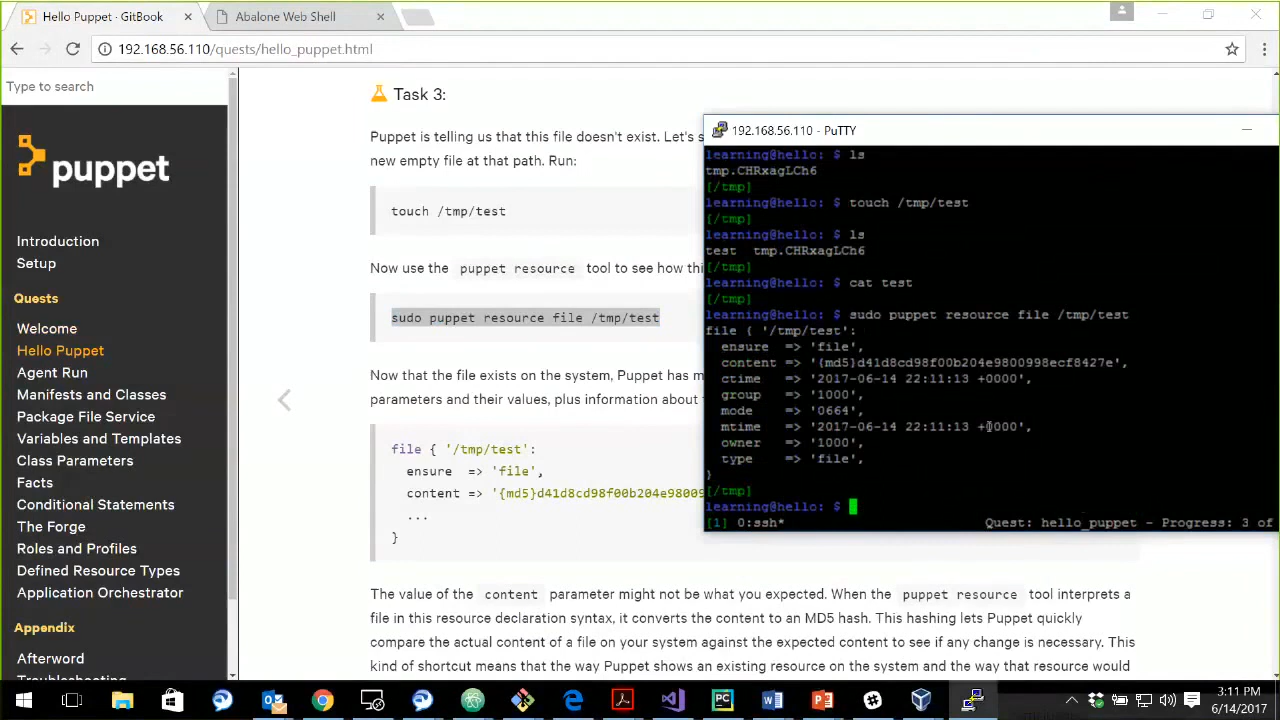 Hello Puppet · GitBook
Abalone Web Shell
192.168.56.110/quests/hello_puppet.html
Type to search
puppet
Introduction
Setup
Quests
Welcome
Hello Puppet
Agent Run
Manifests and Classes
Package File Service
Variables and Templates
Class Parameters
Facts
Conditional Statements
The Forge
Roles and Profiles
Defined Resource Types
Application Orchestrator
Appendix
Afterword
Task 3:
Puppet is telling us that this file doesn't exist. Let's s
new empty file at that path. Run:
touch /tmp/test
Now use the puppet resource tool to see how thi
sudo puppet resource file /tmp/test
Now that the file exists on the system, Puppet has m
parameters and their values, plus information about
file { '/tmp/test':
ensure => 'file',
content => '{md5}d41d8cd98f00b204e9809
...
}
The value of the content parameter might not be what you expected. When the puppet resource tool interprets a
file in this resource declaration syntax, it converts the content to an MD5 hash. This hashing lets Puppet quickly
compare the actual content of a file on your system against the expected content to see if any change is necessary. This
kind of shortcut means that the way Puppet shows an existing resource on the system and the way that resource would
192.168.56.110 - PuTTY
learning@hello: $ ls
tmp.CHRxagLCh6
[/tmp]
learning@hello: $ touch /tmp/test
[/tmp]
learning@hello: $ ls
test tmp.CHRxagLCh6
[/tmp]
learning@hello: $ cat test
[/tmp]
learning@hello: $ sudo puppet resource file /tmp/test
file { '/tmp/test':
ensure => 'file',
content => '{md5}d41d8cd98f00b204e9800998ecf8427e',
ctime => '2017-06-14 22:11:13 +0000',
group => '1000',
mode => '0664',
mtime => '2017-06-14 22:11:13 +0000',
owner => '1000',
type => 'file',
}
[/tmp]
learning@hello: $
[1] 0:ssh* Quest: hello_puppet - Progress: 3 of
3:11 PM
6/14/2017